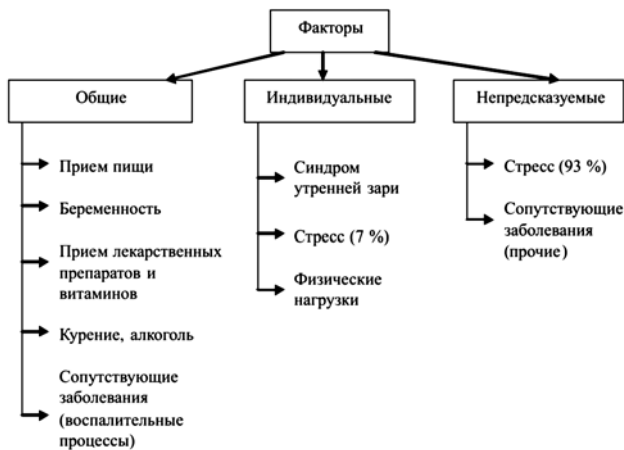 Факторы
Общие
Прием пищи
Беременность
Прием лекарственных
препаратов и
витаминов
Курение, алкоголь
Сопутствующие
заболевания
(воспалительные
процессы)
Индивидуальные
Синдром
утренней зари
Стресс (7 %)
Физические
нагрузки
Непредсказуемые
Стресс (93 %)
Сопутствующие
заболевания
(прочие)